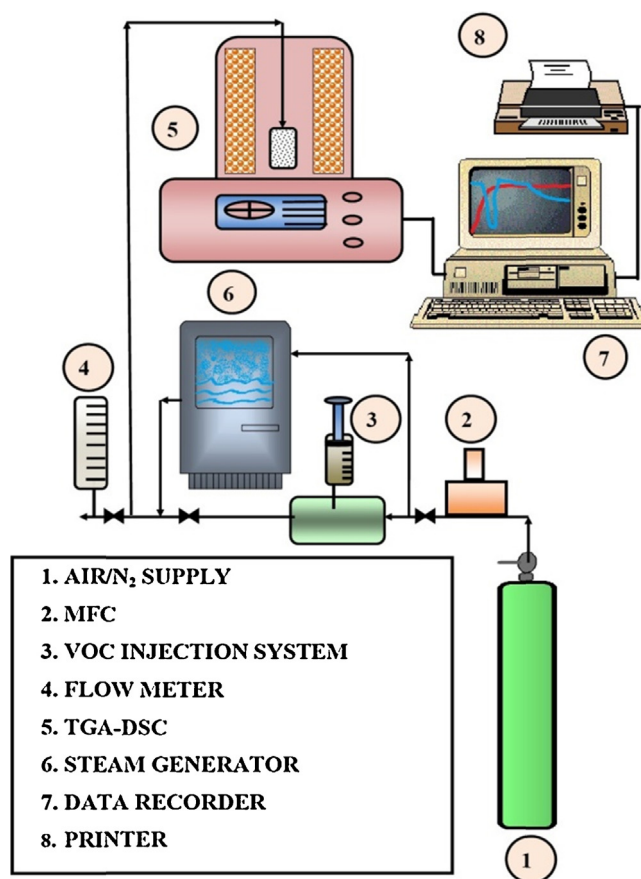 8
5
6
7
4
3
2
1. AIR/N₂ SUPPLY
2. MFC
3. VOC INJECTION SYSTEM
4. FLOW METER
5. TGA-DSC
6. STEAM GENERATOR
7. DATA RECORDER
8. PRINTER
1